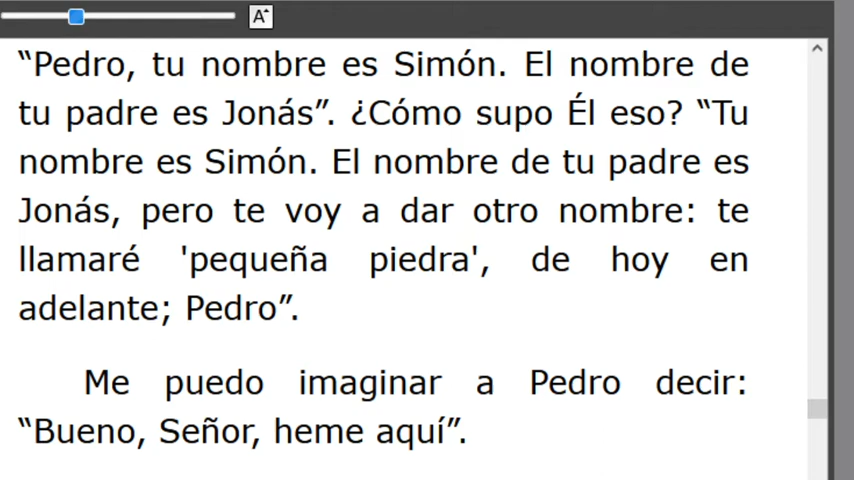 A
“Pedro, tu nombre es Simón. El nombre de
tu padre es Jonás”. ¿Cómo supo Él eso? “Tu
nombre es Simón. El nombre de tu padre es
Jonás, pero te voy a dar otro nombre: te
llamaré 'pequeña piedra', de hoy en
adelante; Pedro”.
Me puedo imaginar a Pedro decir:
“Bueno, Señor, heme aquí”.